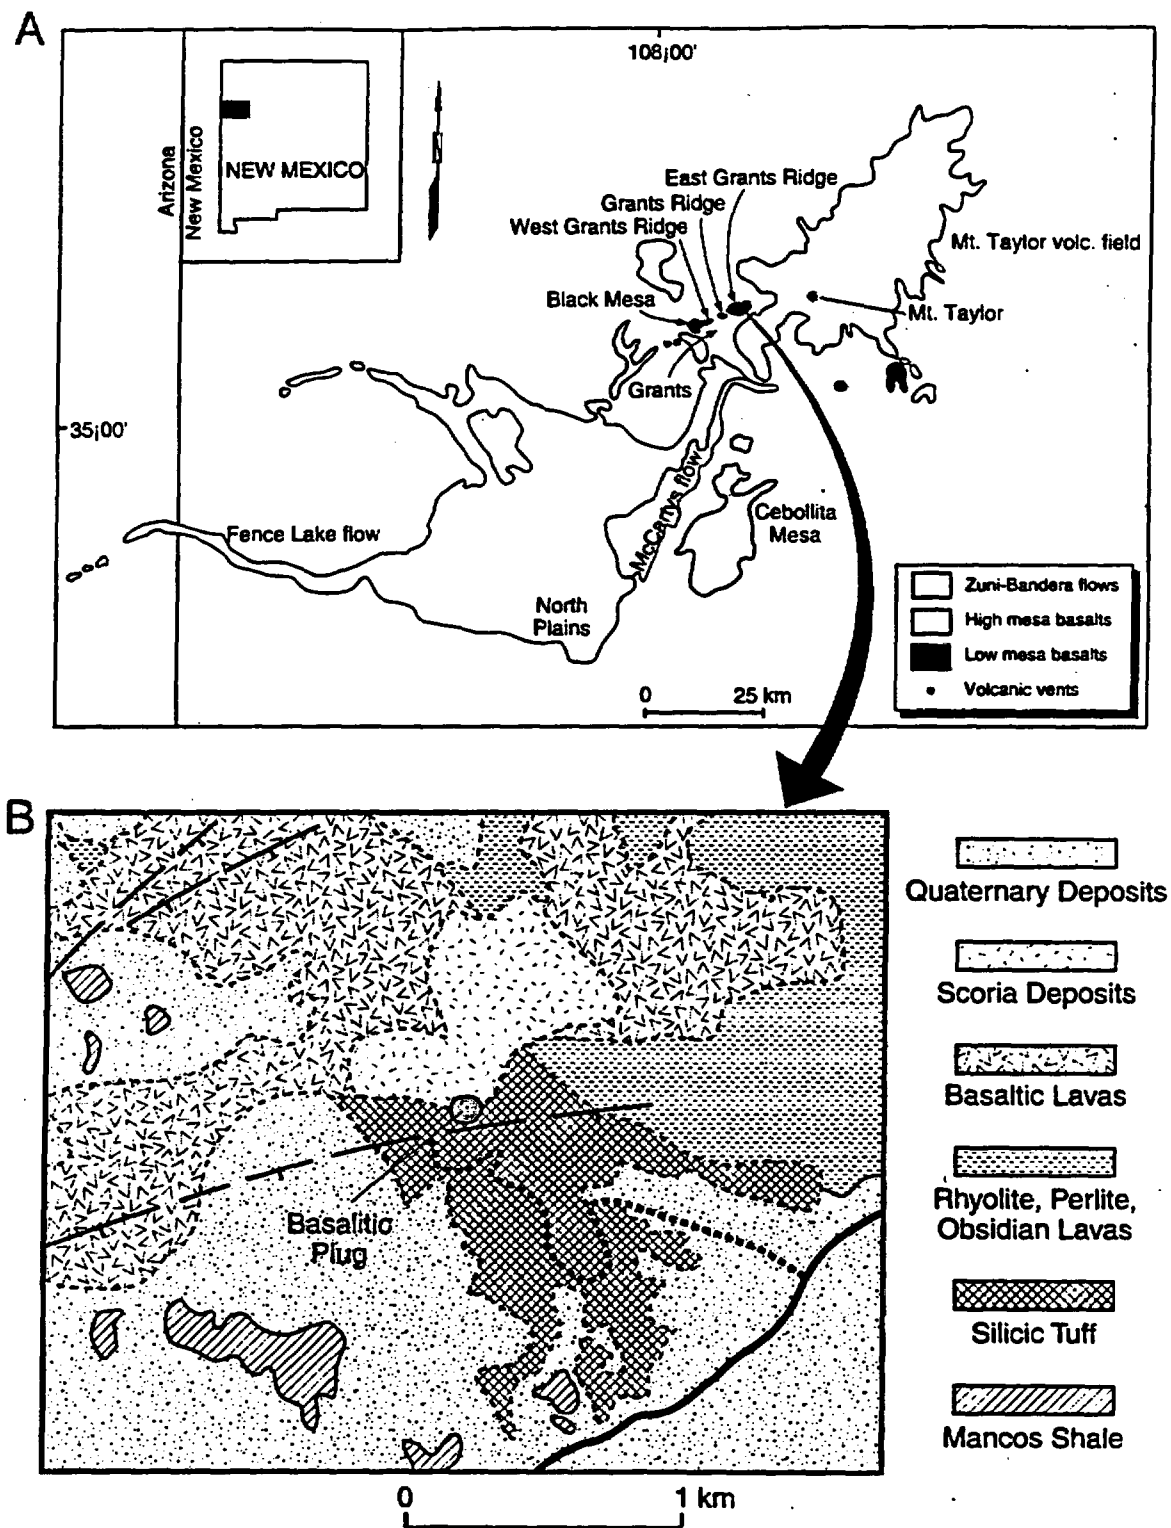 A
108¡00'
Arizona
New Mexico
NEW MEXICO
N
East Grants Ridge
Grants Ridge
West Grants Ridge
Mt. Taylor volc. field
Black Mesa
Mt. Taylor
Grants
35¡00'
McCartys flow
Cebollita
Mesa
Fence Lake flow
North
Plains
Zuni-Bandera flows
High mesa basalts
Low mesa basalts
Volcanic vents
0 25 km
B
Quaternary Deposits
Scoria Deposits
Basaltic Lavas
Rhyolite, Perlite,
Obsidian Lavas
Silicic Tuff
Mancos Shale
Basalitic
Plug
0 1 km